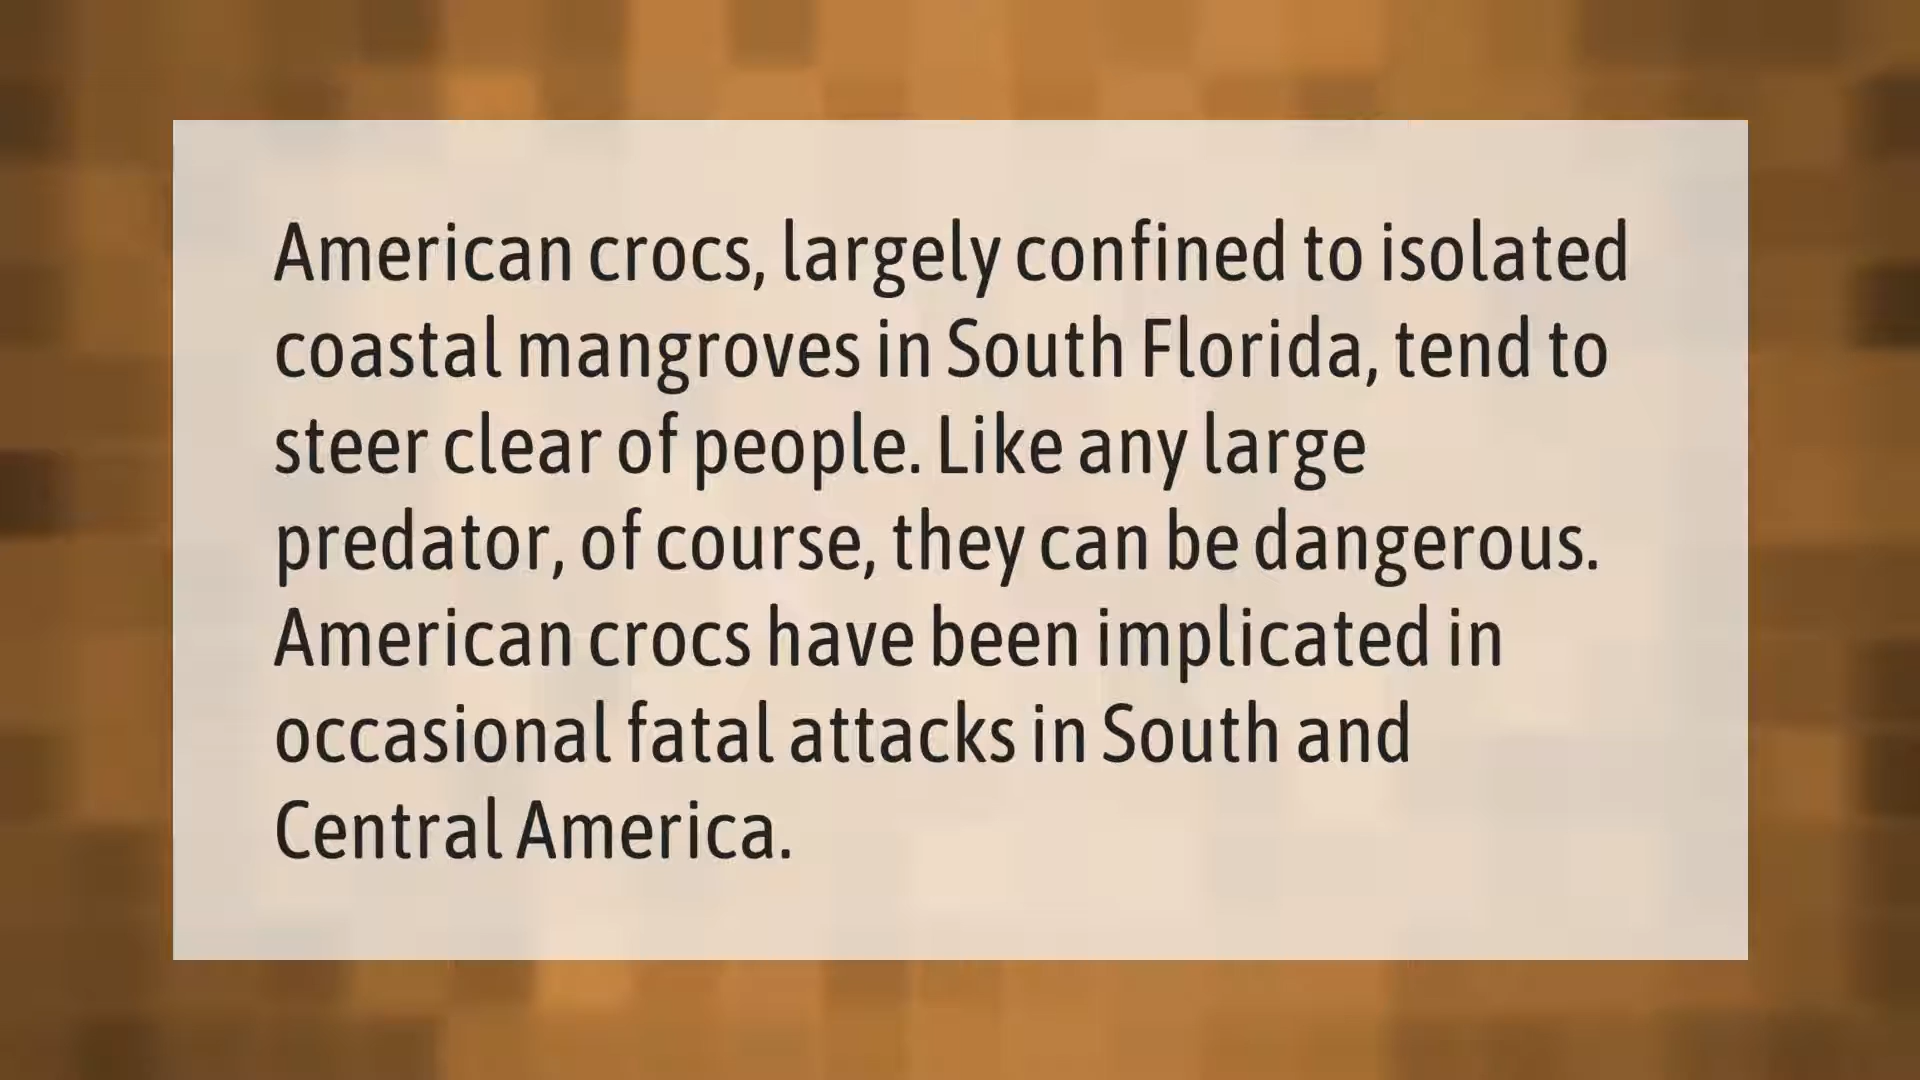 American crocs, largely confined to isolated
coastal mangroves in South Florida, tend to
steer clear of people. Like any large
predator, of course, they can be dangerous.
American crocs have been implicated in
occasional fatal attacks in South and
Central America.